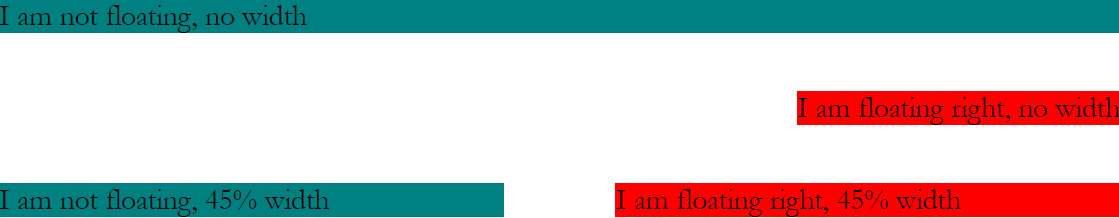 I am not floating, no width
I am floating right, no width
I am not floating, 45% width
I am floating right, 45% width